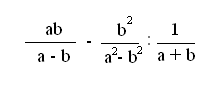 ab / (a - b) - b² / (a² - b²) : 1 / (a + b)